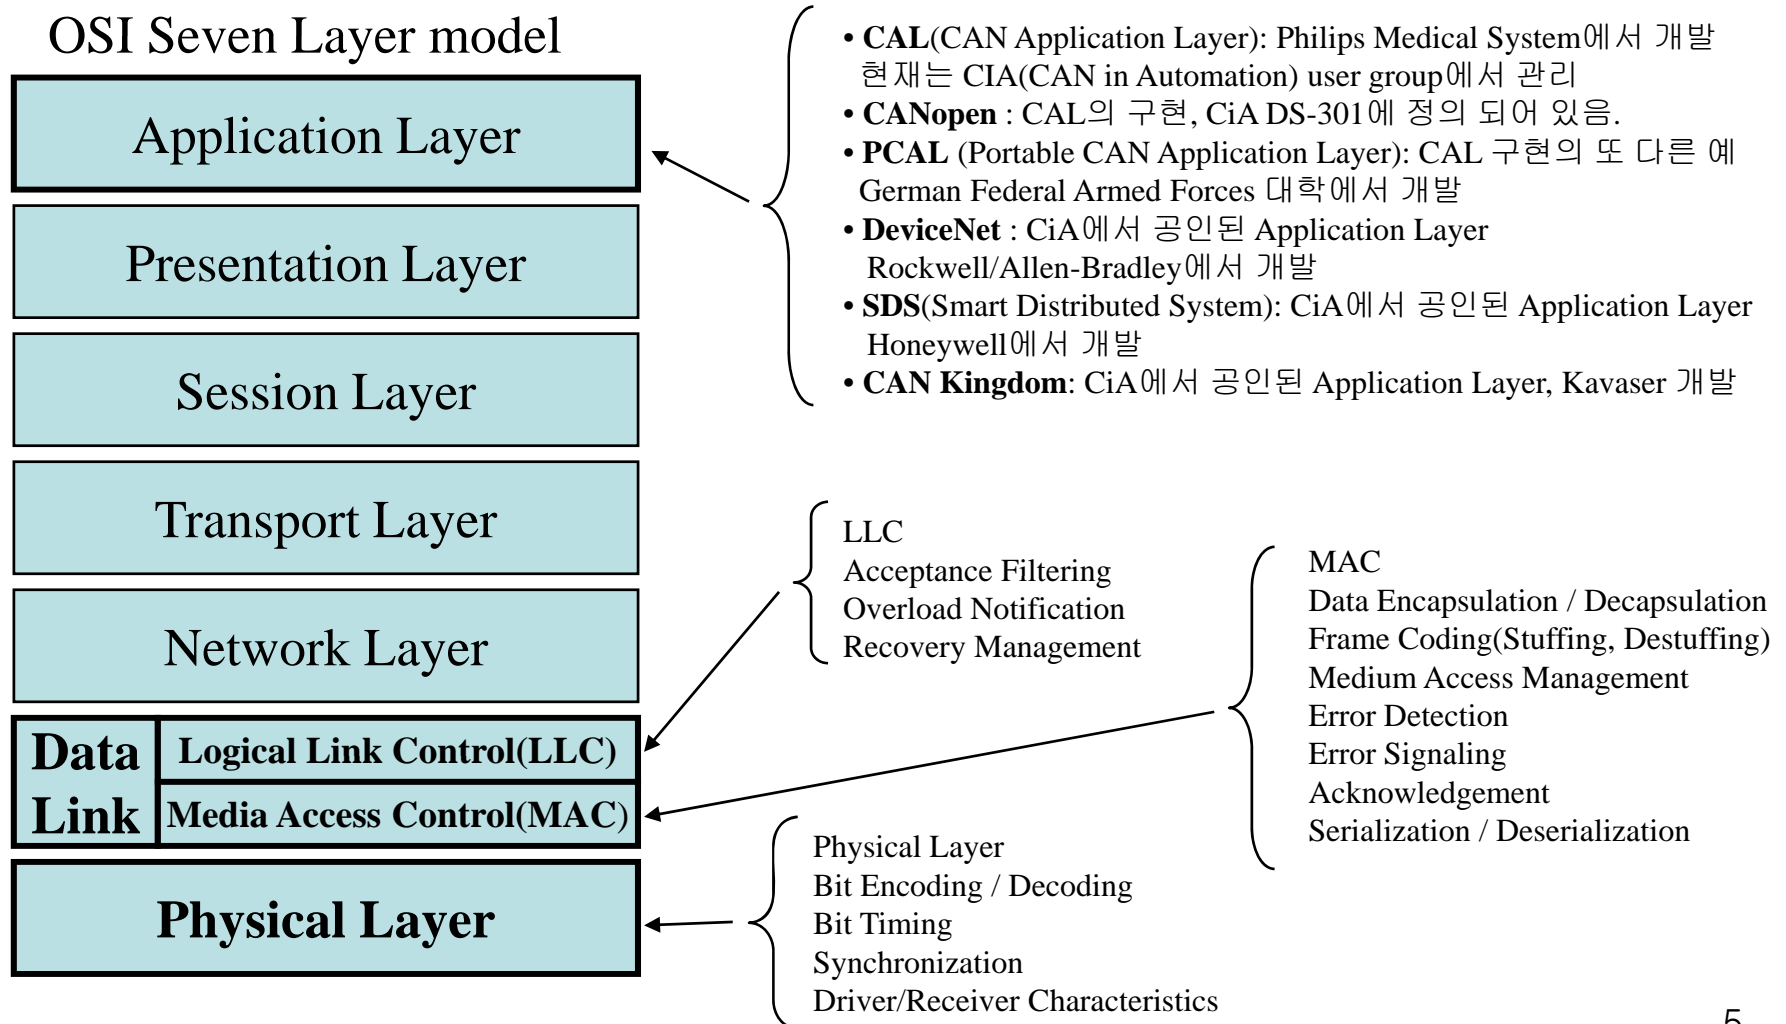 OSI Seven Layer model
Application Layer
Presentation Layer
Session Layer
Transport Layer
Network Layer
Data
Link
Logical Link Control(LLC)
Media Access Control(MAC)
Physical Layer
• CAL(CAN Application Layer): Philips Medical System에서 개발
현재는 CIA(CAN in Automation) user group에서 관리
• CANopen : CAL의 구현, CiA DS-301에 정의 되어 있음.
• PCAL (Portable CAN Application Layer): CAL 구현의 또 다른 예
German Federal Armed Forces 대학에서 개발
• DeviceNet : CiA에서 공인된 Application Layer
Rockwell/Allen-Bradley에서 개발
• SDS(Smart Distributed System): CiA에서 공인된 Application Layer
Honeywell에서 개발
• CAN Kingdom: CiA에서 공인된 Application Layer, Kavaser 개발
LLC
Acceptance Filtering
Overload Notification
Recovery Management
MAC
Data Encapsulation / Decapsulation
Frame Coding(Stuffing, Destuffing)
Medium Access Management
Error Detection
Error Signaling
Acknowledgement
Serialization / Deserialization
Physical Layer
Bit Encoding / Decoding
Bit Timing
Synchronization
Driver/Receiver Characteristics
5